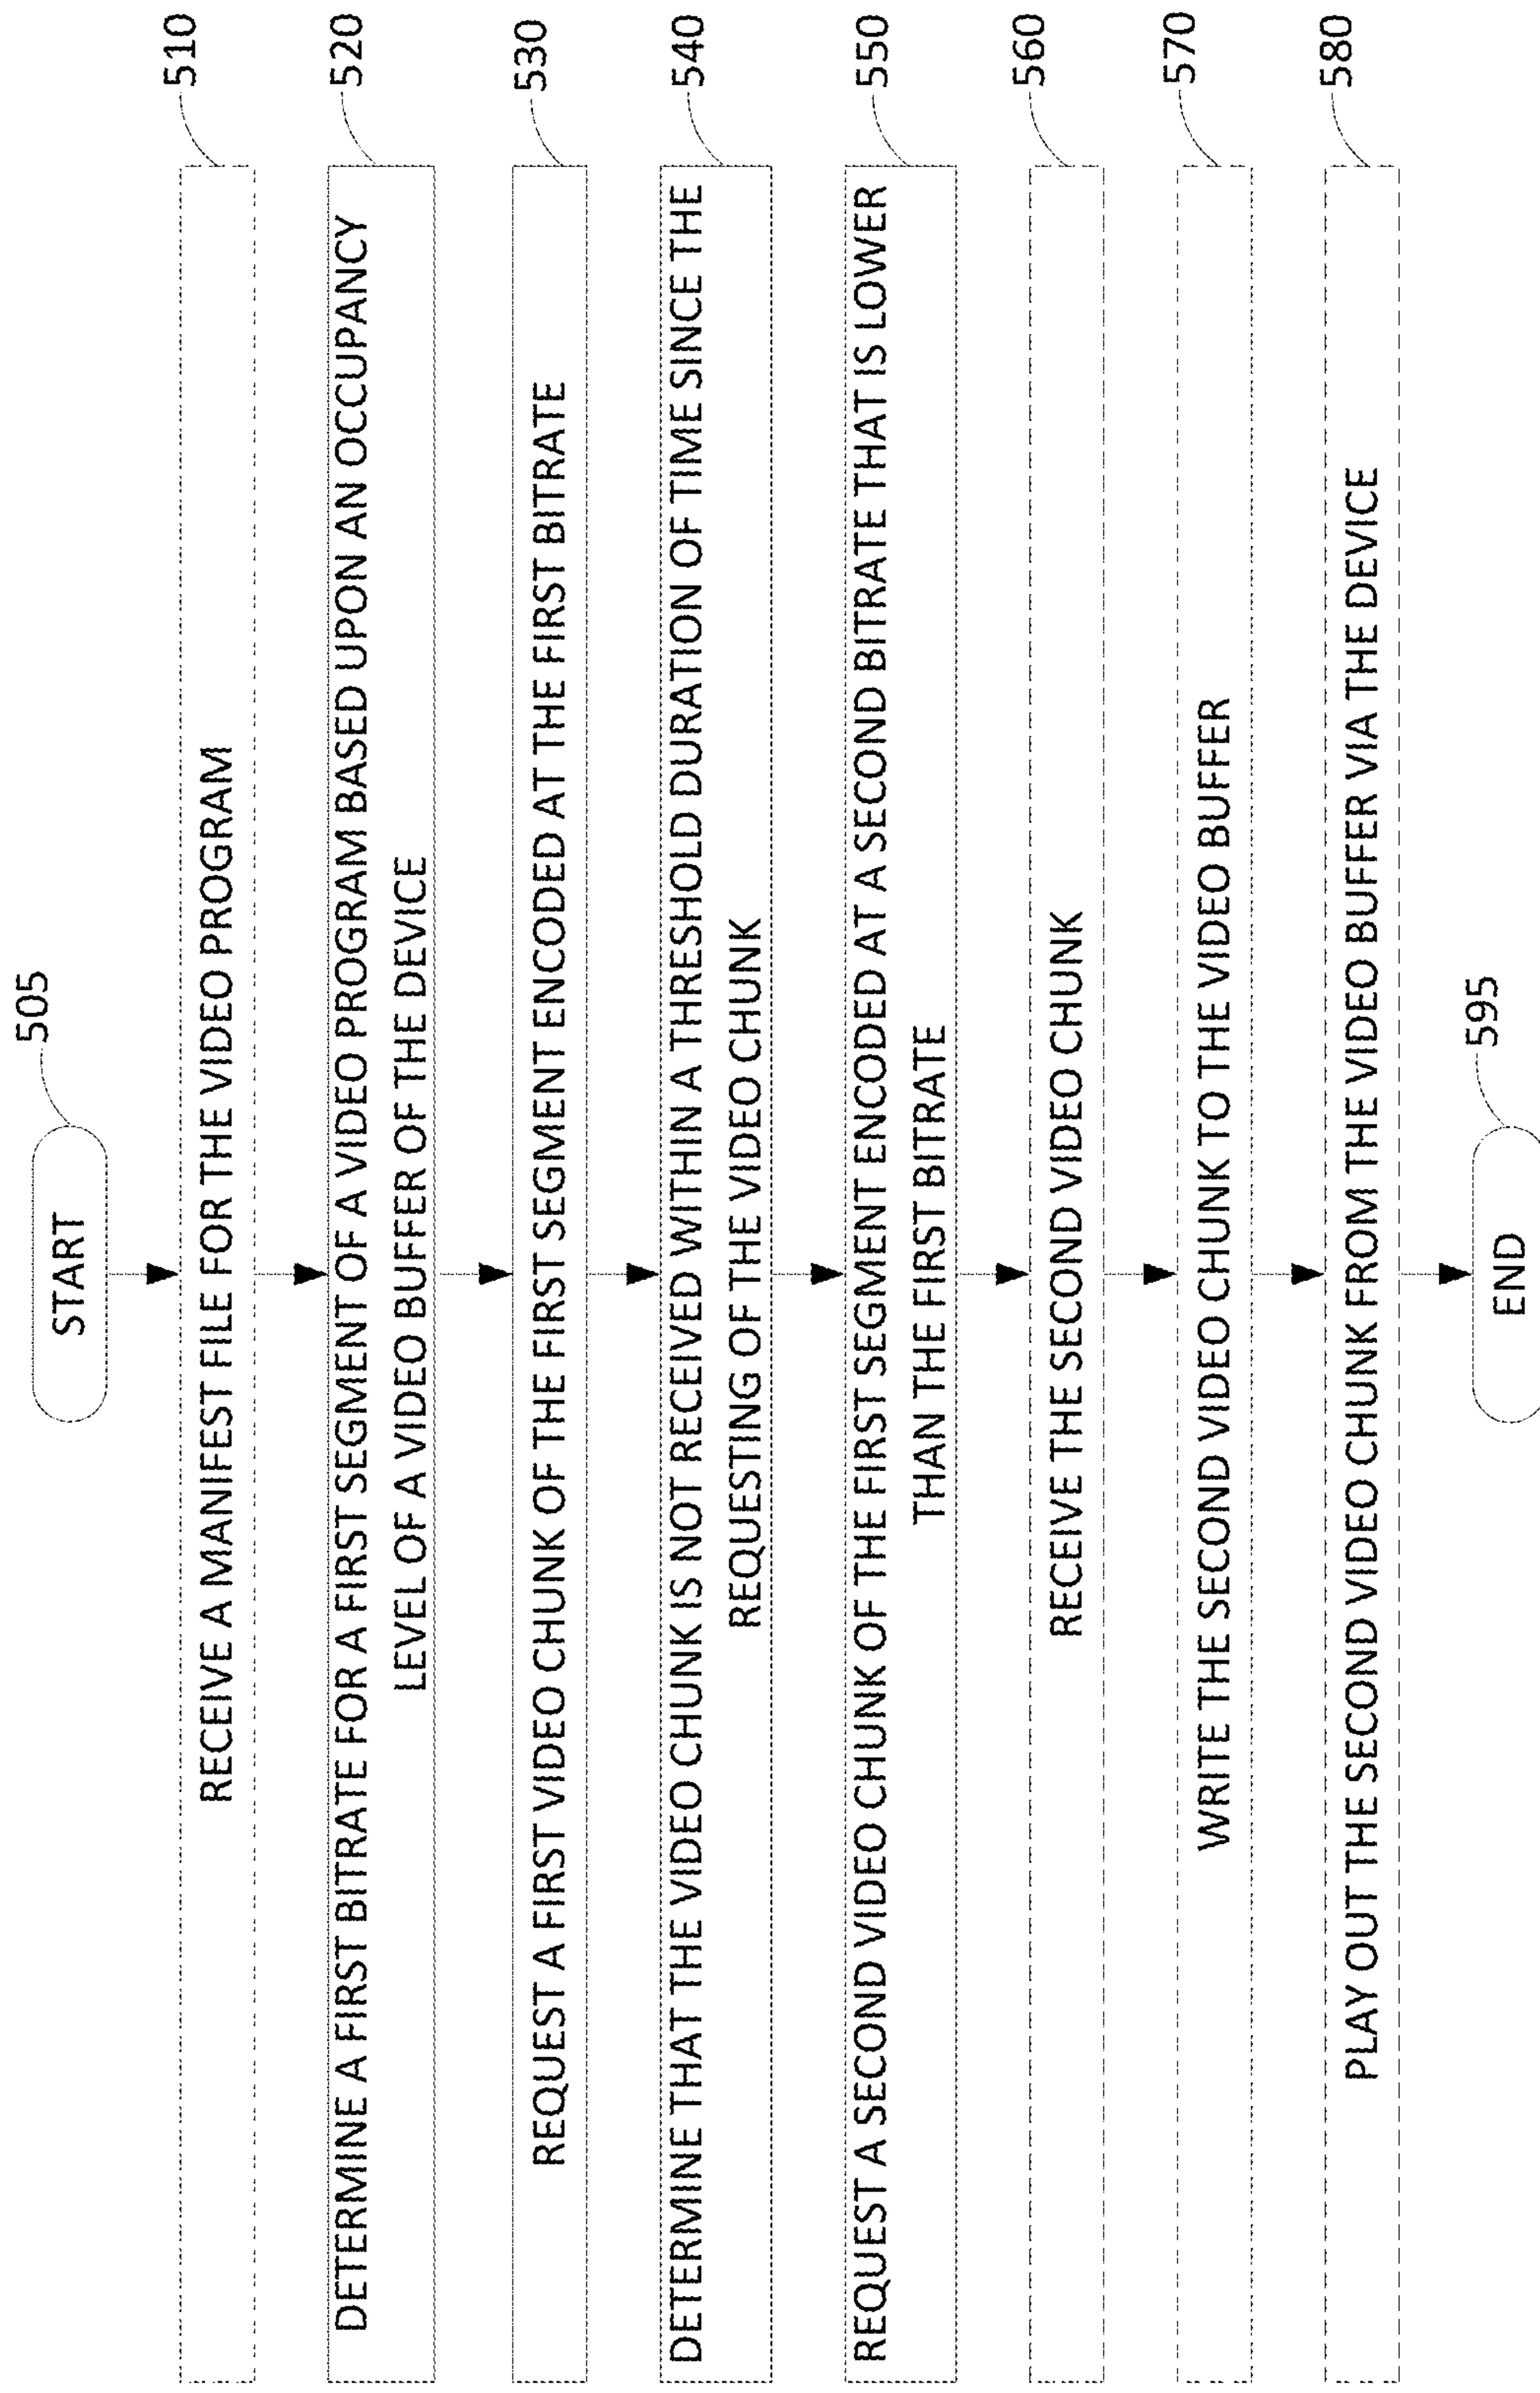 505
START
510
RECEIVE A MANIFEST FILE FOR THE VIDEO PROGRAM
520
DETERMINE A FIRST BITRATE FOR A FIRST SEGMENT OF A VIDEO PROGRAM BASED UPON AN OCCUPANCY
LEVEL OF A VIDEO BUFFER OF THE DEVICE
530
REQUEST A FIRST VIDEO CHUNK OF THE FIRST SEGMENT ENCODED AT THE FIRST BITRATE
540
DETERMINE THAT THE VIDEO CHUNK IS NOT RECEIVED WITHIN A THRESHOLD DURATION OF TIME SINCE THE
REQUESTING OF THE VIDEO CHUNK
550
REQUEST A SECOND VIDEO CHUNK OF THE FIRST SEGMENT ENCODED AT A SECOND BITRATE THAT IS LOWER
THAN THE FIRST BITRATE
560
RECEIVE THE SECOND VIDEO CHUNK
570
WRITE THE SECOND VIDEO CHUNK TO THE VIDEO BUFFER
580
PLAY OUT THE SECOND VIDEO CHUNK FROM THE VIDEO BUFFER VIA THE DEVICE
595
END